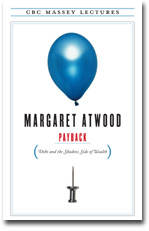 CBC MASSEY LECTURES
MARGARET ATWOOD
PAYBACK
(Debt and the Shadow Side of Wealth)